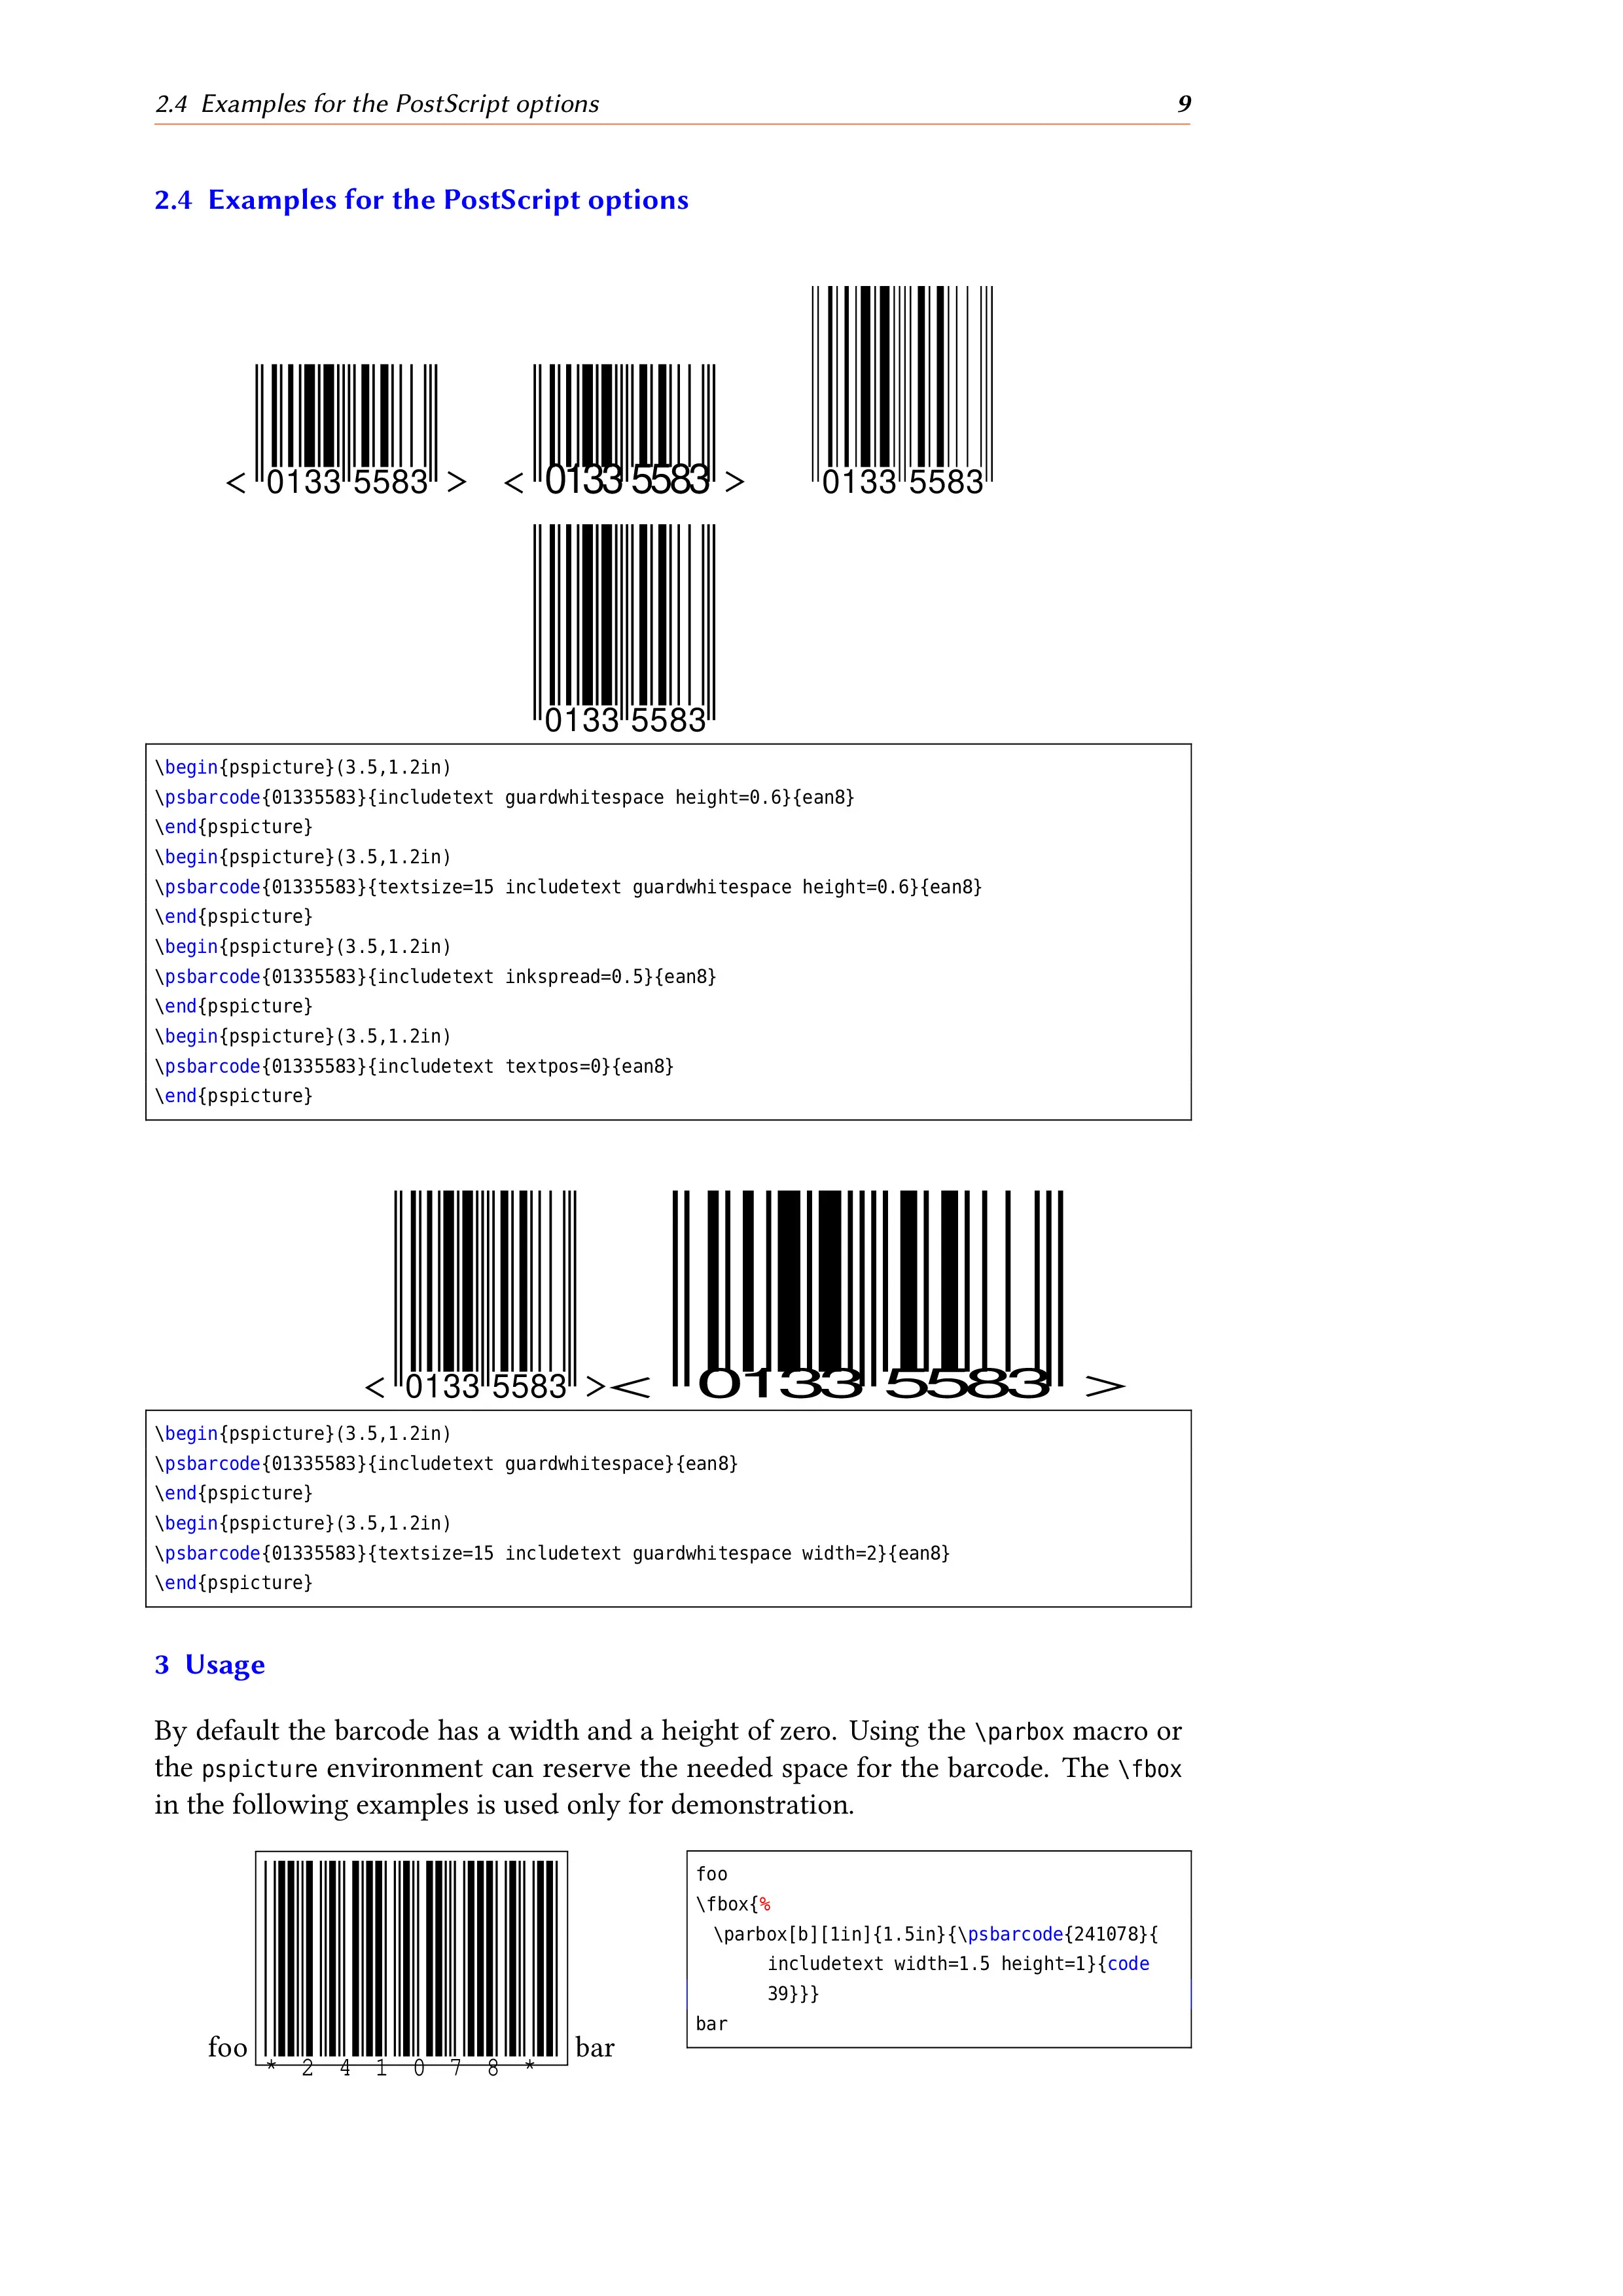 2.4 Examples for the PostScript options 9
2.4 Examples for the PostScript options
< 0133 5583 > < 0133 5583 > 0133 5583
0133 5583
\begin{pspicture}(3.5,1.2in)
\psbarcode{01335583}{includetext guardwhitespace height=0.6}{ean8}
\end{pspicture}
\begin{pspicture}(3.5,1.2in)
\psbarcode{01335583}{textsize=15 includetext guardwhitespace height=0.6}{ean8}
\end{pspicture}
\begin{pspicture}(3.5,1.2in)
\psbarcode{01335583}{includetext inkspread=0.5}{ean8}
\end{pspicture}
\begin{pspicture}(3.5,1.2in)
\psbarcode{01335583}{includetext textpos=0}{ean8}
\end{pspicture}
< 0133 5583 > < 0133 5583 >
\begin{pspicture}(3.5,1.2in)
\psbarcode{01335583}{includetext guardwhitespace}{ean8}
\end{pspicture}
\begin{pspicture}(3.5,1.2in)
\psbarcode{01335583}{textsize=15 includetext guardwhitespace width=2}{ean8}
\end{pspicture}
3 Usage
By default the barcode has a width and a height of zero. Using the \parbox macro or
the pspicture environment can reserve the needed space for the barcode. The \fbox
in the following examples is used only for demonstration.
foo bar
* 2 4 1 0 7 8 *
foo
\fbox{%
\parbox[b][1in]{1.5in}{\psbarcode{241078}{
includetext width=1.5 height=1}{code
39}}}
bar